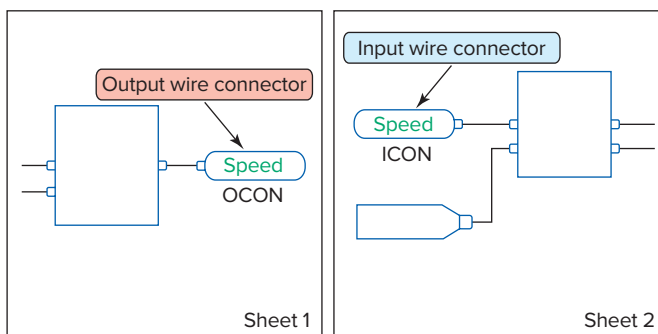 Output wire connector
Speed
OCON
Sheet 1
Input wire connector
Speed
ICON
Sheet 2